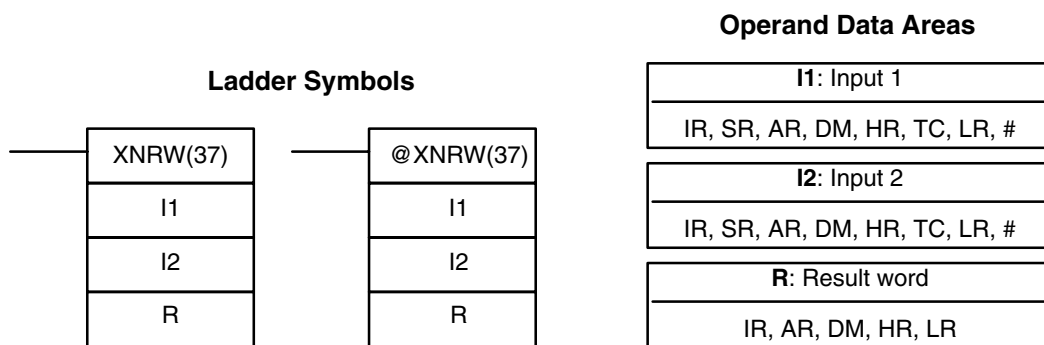 Ladder Symbols
XNRW(37)
I1
I2
R
@XNRW(37)
I1
I2
R
Operand Data Areas
I1: Input 1
IR, SR, AR, DM, HR, TC, LR, #
I2: Input 2
IR, SR, AR, DM, HR, TC, LR, #
R: Result word
IR, AR, DM, HR, LR